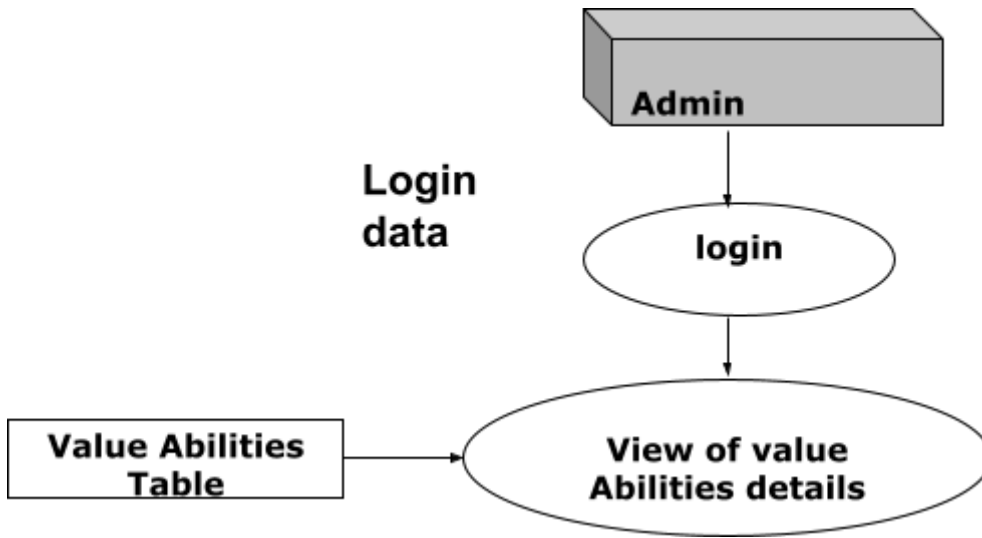 Admin
Login
data
login
Value Abilities
Table
View of value
Abilities details